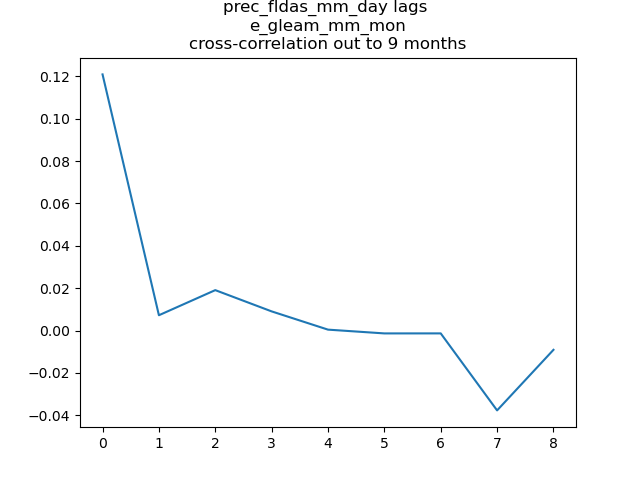 prec_fldas_mm_day lags
e_gleam_mm_mon
cross-correlation out to 9 months
0.12
0.10
0.08
0.06
0.04
0.02
0.00
−0.02
−0.04
0 1 2 3 4 5 6 7 8